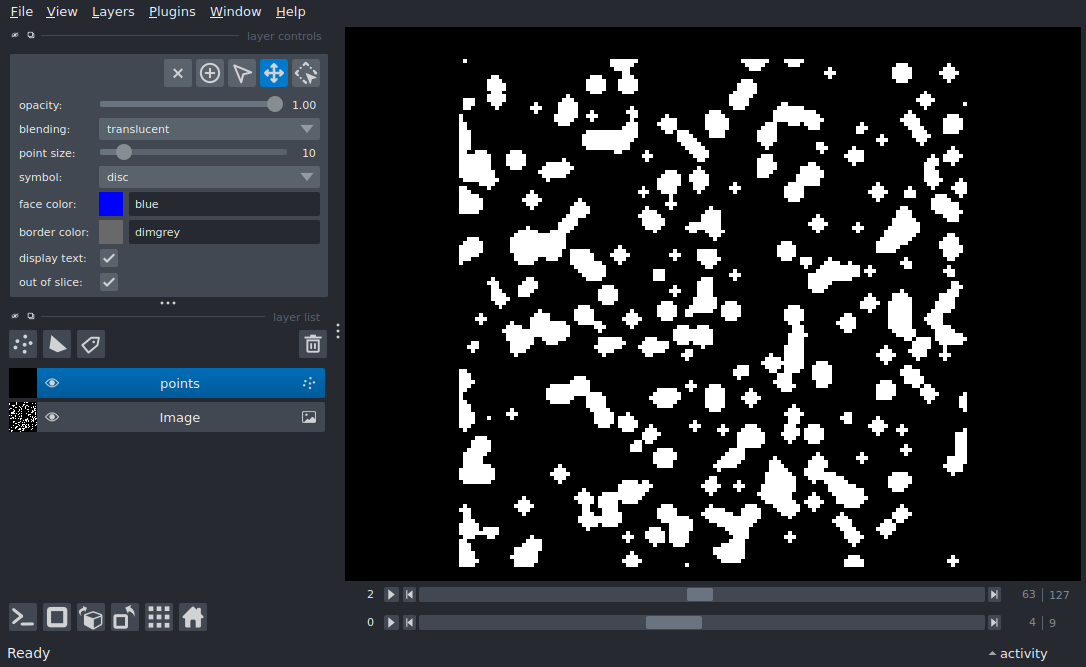 File View Layers Plugins Window Help
layer controls
opacity: 1.00
blending: translucent
point size: 10
symbol: disc
face color: blue
border color: dimgrey
display text:
out of slice:
layer list
points
Image
2 63 127
0 4 9
Ready activity